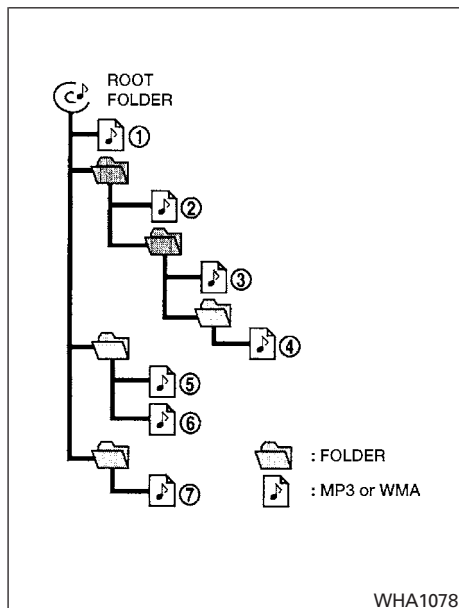 ROOT
FOLDER
①
②
③
④
⑤
⑥
⑦
: FOLDER
: MP3 or WMA
WHA1078